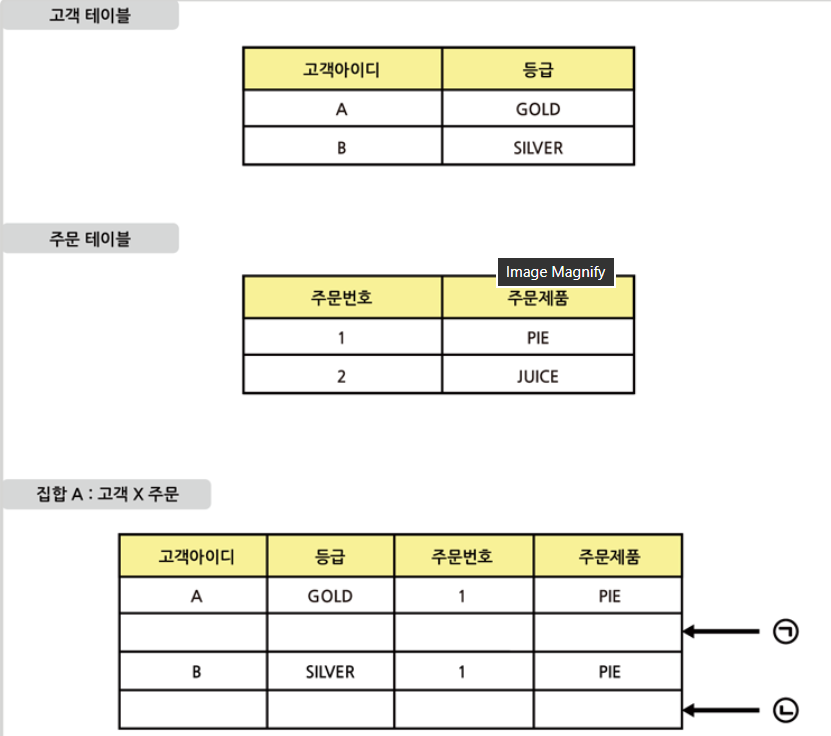 고객 테이블
고객아이디 등급
A GOLD
B SILVER
주문 테이블
Image Magnify
주문번호 주문제품
1 PIE
2 JUICE
집합 A : 고객 X 주문
고객아이디 등급 주문번호 주문제품
A GOLD 1 PIE
㉠
B SILVER 1 PIE
㉡